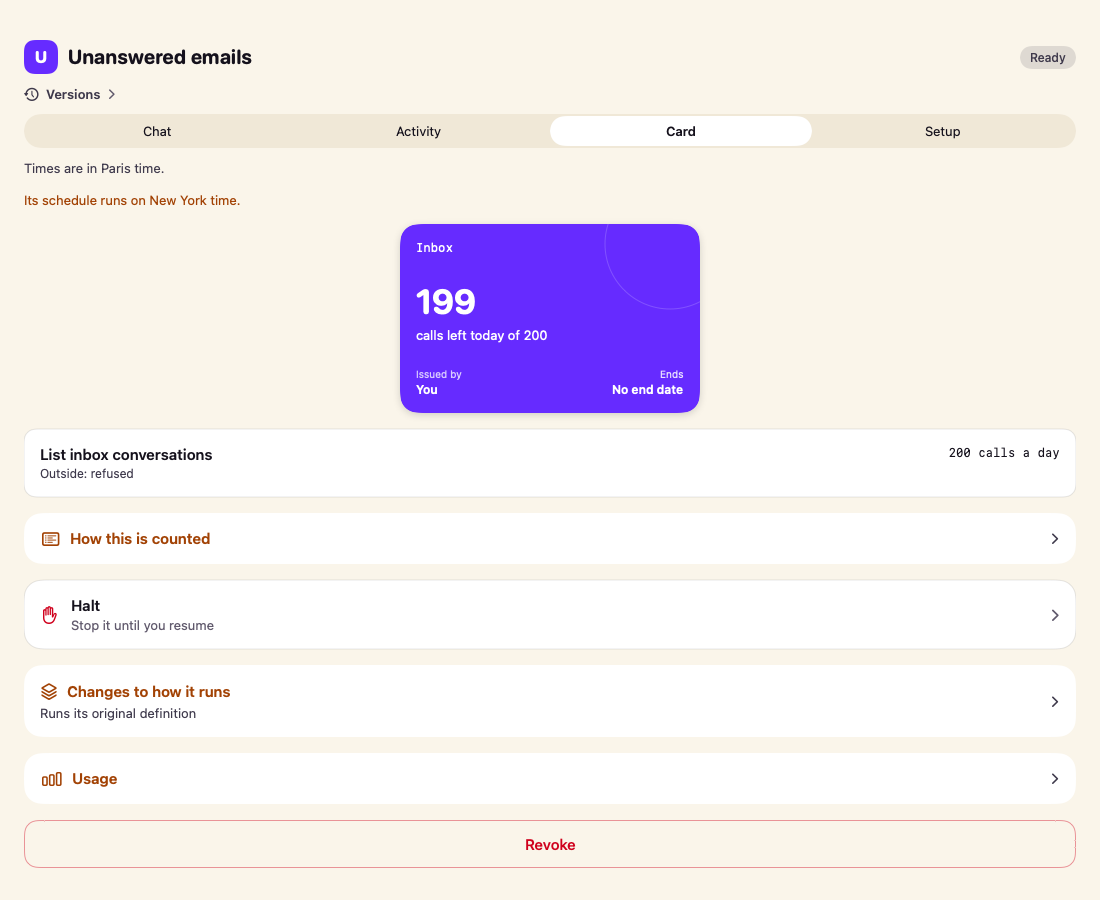 U
Unanswered emails
Ready
Versions
Chat
Activity
Card
Setup
Times are in Paris time.
Its schedule runs on New York time.
Inbox
199
calls left today of 200
Issued by
Ends
You
No end date
List inbox conversations
200 calls a day
Outside: refused
How this is counted
Halt
Stop it until you resume
Changes to how it runs
Runs its original definition
Usage
Revoke